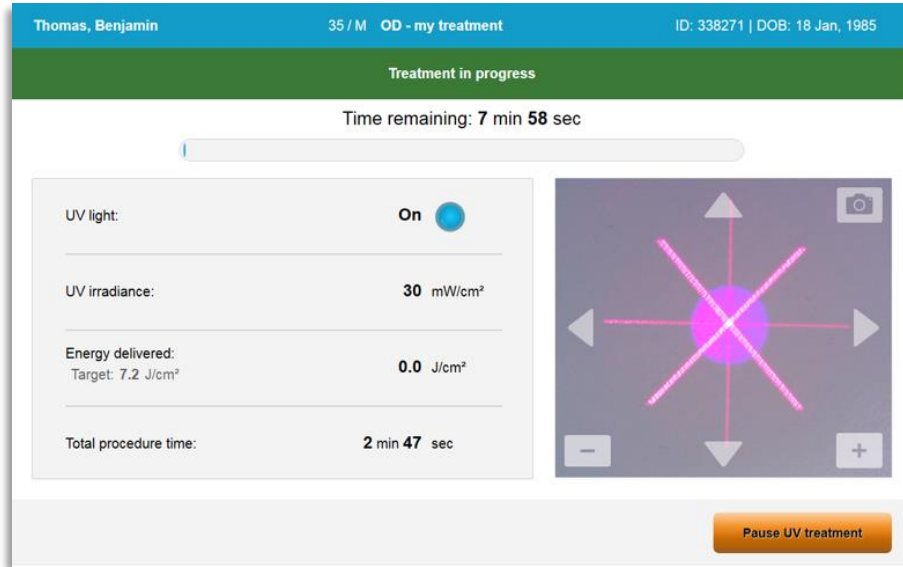 Thomas, Benjamin 35 / M OD - my treatment ID: 338271 | DOB: 18 Jan, 1985
Treatment in progress
Time remaining: 7 min 58 sec
UV light: On
UV irradiance: 30 mW/cm²
Energy delivered:
Target: 7.2 J/cm²
0.0 J/cm²
Total procedure time: 2 min 47 sec
Pause UV treatment